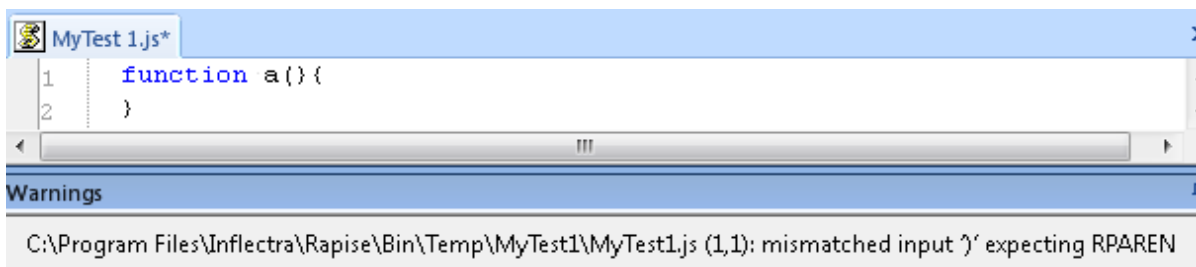 MyTest 1.js*
1 function a(){
2 }
Warnings
C:\Program Files\Inflectra\Rapise\Bin\Temp\MyTest1\MyTest1.js (1,1): mismatched input ‘)’ expecting RPAREN